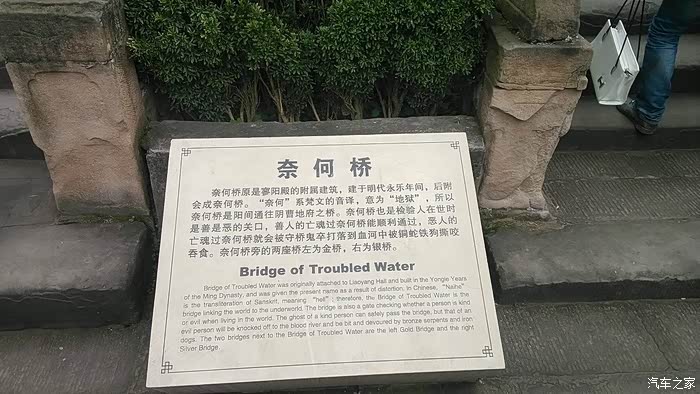 奈何桥
奈何桥原是寥阳殿的附属建筑,建于明代永乐年间,后附
会成奈何桥。“奈何”系梵文的音译,意为“地狱”,所以
奈何桥是阳间通往阴曹地府之桥。奈何桥也是检验人在世时
是善是恶的关口,善人的亡魂过奈何桥能顺利通过,恶人的
亡魂过奈何桥就会被守桥鬼卒打落到血河中被铜蛇铁狗撕咬
吞食。奈何桥旁的两座桥左为金桥,右为银桥。
Bridge of Troubled Water
Bridge of Troubled Water was originally attached to Liaoyang Hall and built in the Yongle Years
of the Ming Dynasty, and was given the present name as a result of distortion. In Chinese, "Naihe"
is the transliteration of Sanskrit, meaning "hell"; therefore, the Bridge of Troubled Water is the
bridge linking the world to the underworld. The bridge is also a gate checking whether a person is kind
or evil when living in the world. The ghost of a kind person can safely pass the bridge, but that of an
evil person will be knocked off to the blood river and be bit and devoured by bronze serpents and iron
dogs. The two bridges next to the Bridge of Troubled Water are the left Gold Bridge and the right
Silver Bridge.
汽车之家